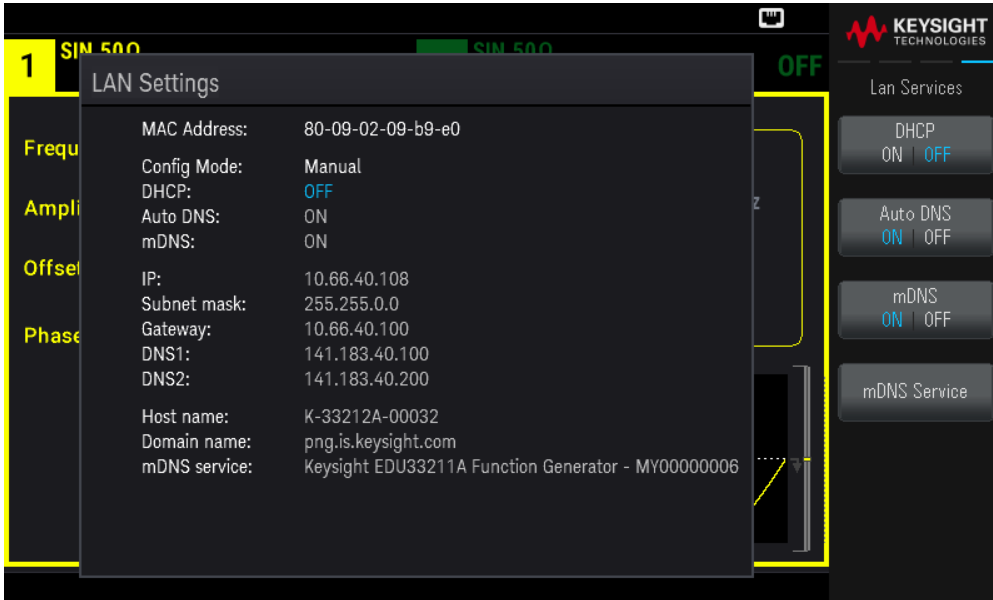 KEYSIGHT
TECHNOLOGIES
1
SIN 50Ω
SIN 50Ω
OFF
LAN Settings
MAC Address: 80-09-02-09-b9-e0
Config Mode: Manual
DHCP: OFF
Auto DNS: ON
mDNS: ON
IP: 10.66.40.108
Subnet mask: 255.255.0.0
Gateway: 10.66.40.100
DNS1: 141.183.40.100
DNS2: 141.183.40.200
Host name: K-33212A-00032
Domain name: png.is.keysight.com
mDNS service: Keysight EDU33211A Function Generator - MY00000006
Frequ
Ampli
Offset
Phase
z
Lan Services
DHCP
ON | OFF
Auto DNS
ON | OFF
mDNS
ON | OFF
mDNS Service